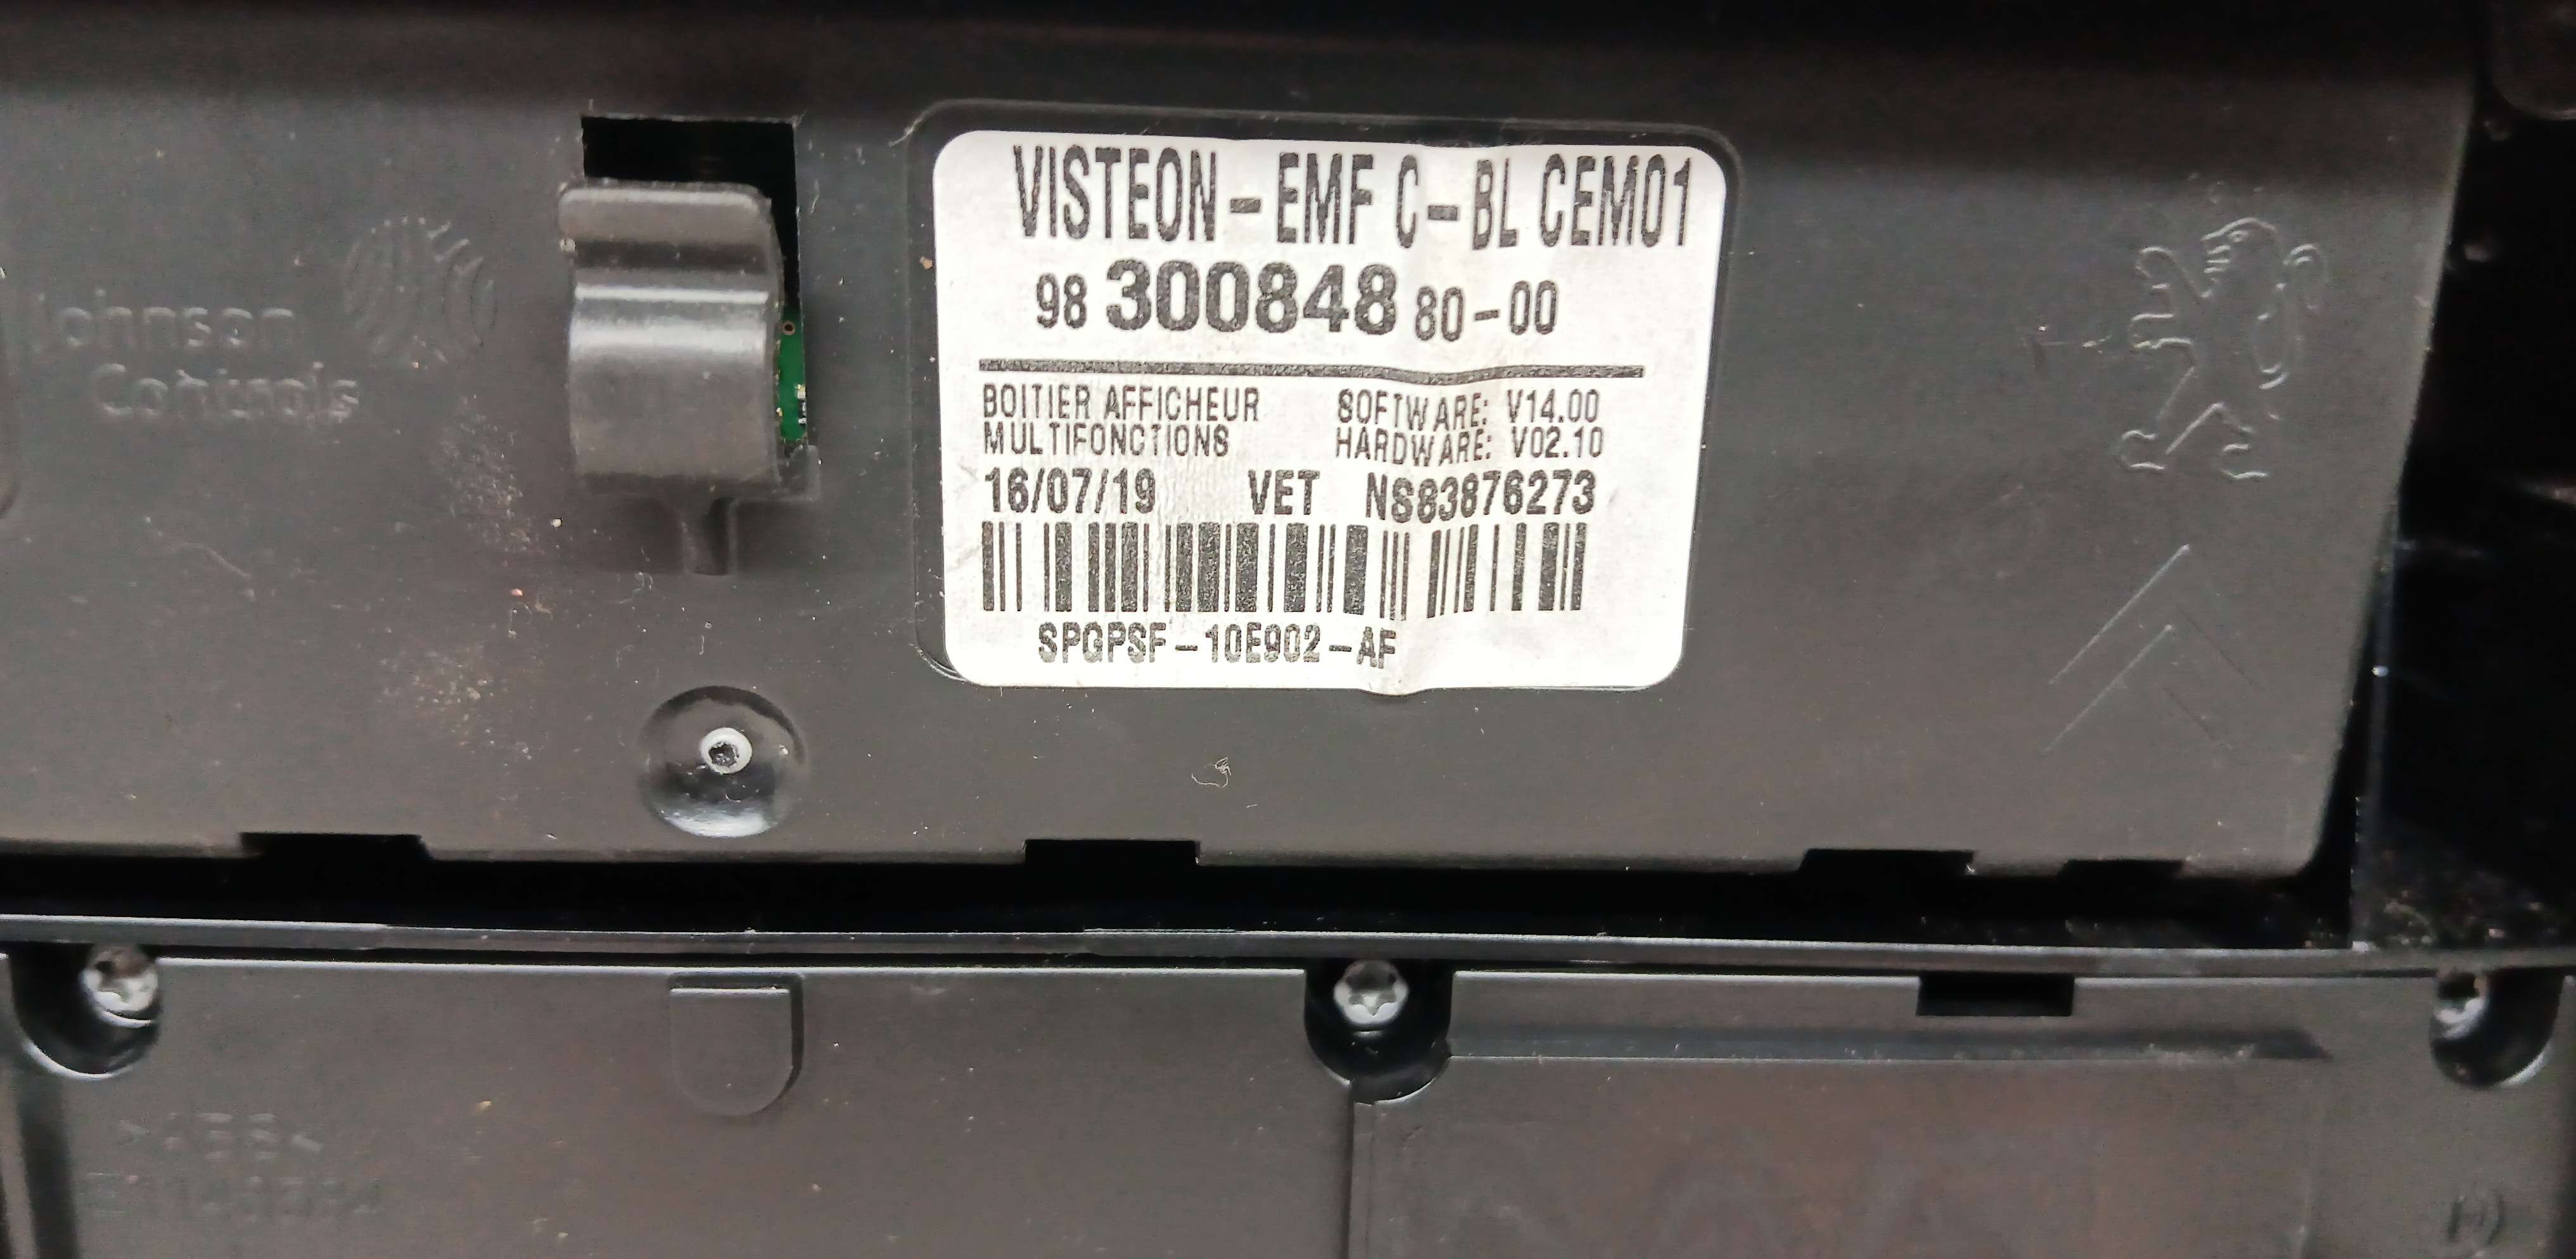 VISTEON-EMF C-BL CEM01
98 300848 80-00
BOITIER AFFICHEUR
MULTIFONCTIONS
SOFTWARE: V14.00
HARDWARE: V02.10
16/07/19 VET NS83876273
SPGPSF-10E902-AF
Johnson
Controls